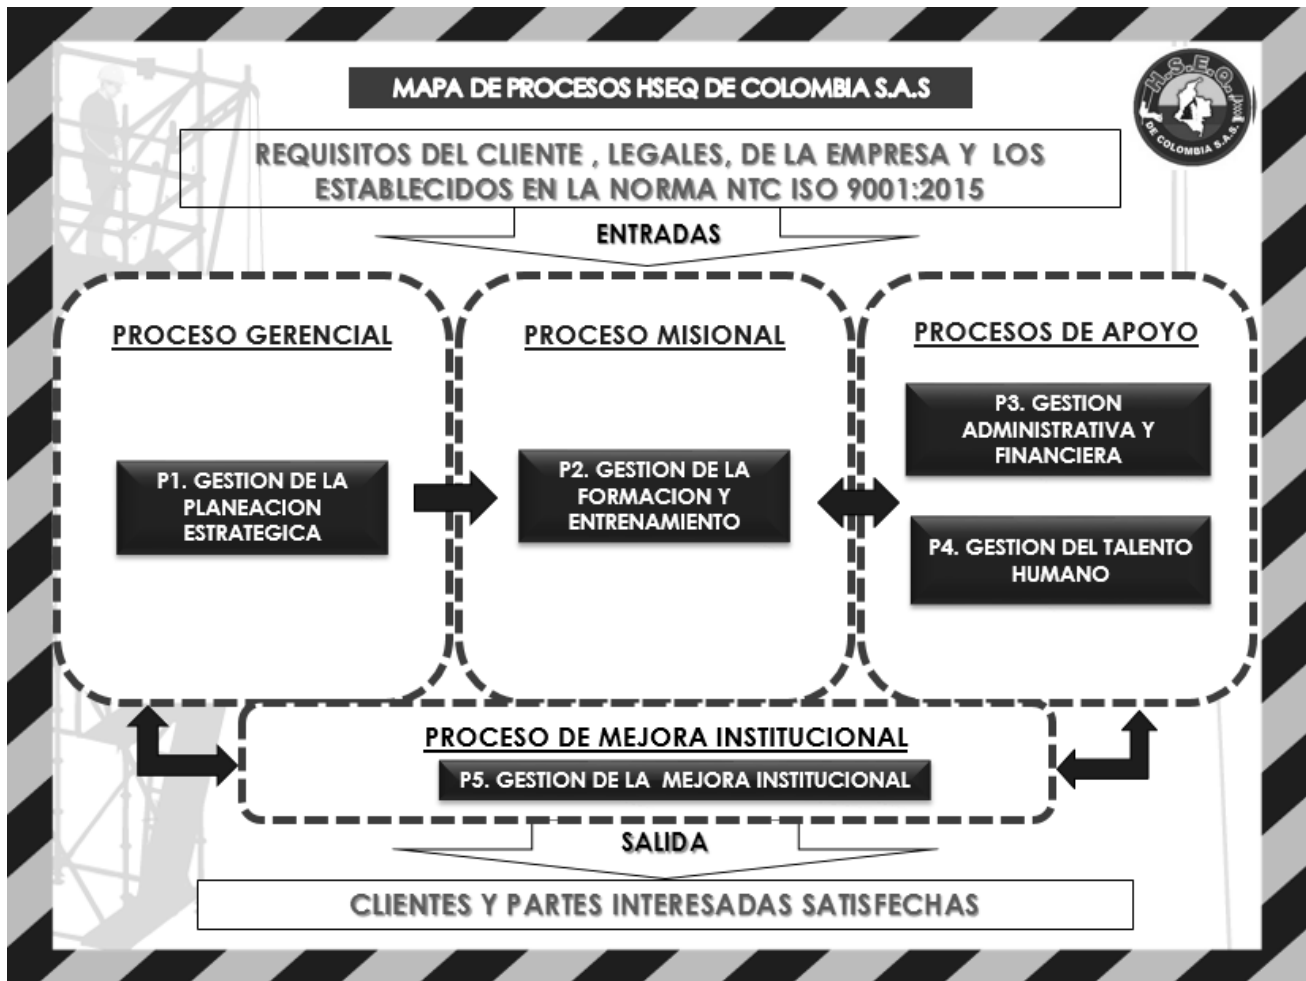 MAPA DE PROCESOS HSEQ DE COLOMBIA S.A.S
H.S.E.Q.
DE COLOMBIA S.A.S.
REQUISITOS DEL CLIENTE , LEGALES, DE LA EMPRESA Y LOS
ESTABLECIDOS EN LA NORMA NTC ISO 9001:2015
ENTRADAS
PROCESO GERENCIAL
P1. GESTION DE LA
PLANEACION
ESTRATEGICA
PROCESO MISIONAL
P2. GESTION DE LA
FORMACION Y
ENTRENAMIENTO
PROCESOS DE APOYO
P3. GESTION
ADMINISTRATIVA Y
FINANCIERA
P4. GESTION DEL TALENTO
HUMANO
PROCESO DE MEJORA INSTITUCIONAL
P5. GESTION DE LA MEJORA INSTITUCIONAL
SALIDA
CLIENTES Y PARTES INTERESADAS SATISFECHAS